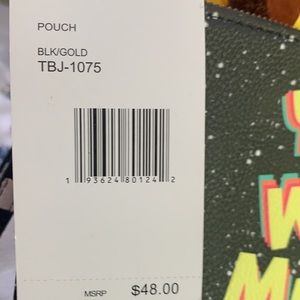 POUCH
BLK/GOLD
TBJ-1075
1 93624 80124 2
MSRP $48.00
Y
W
M